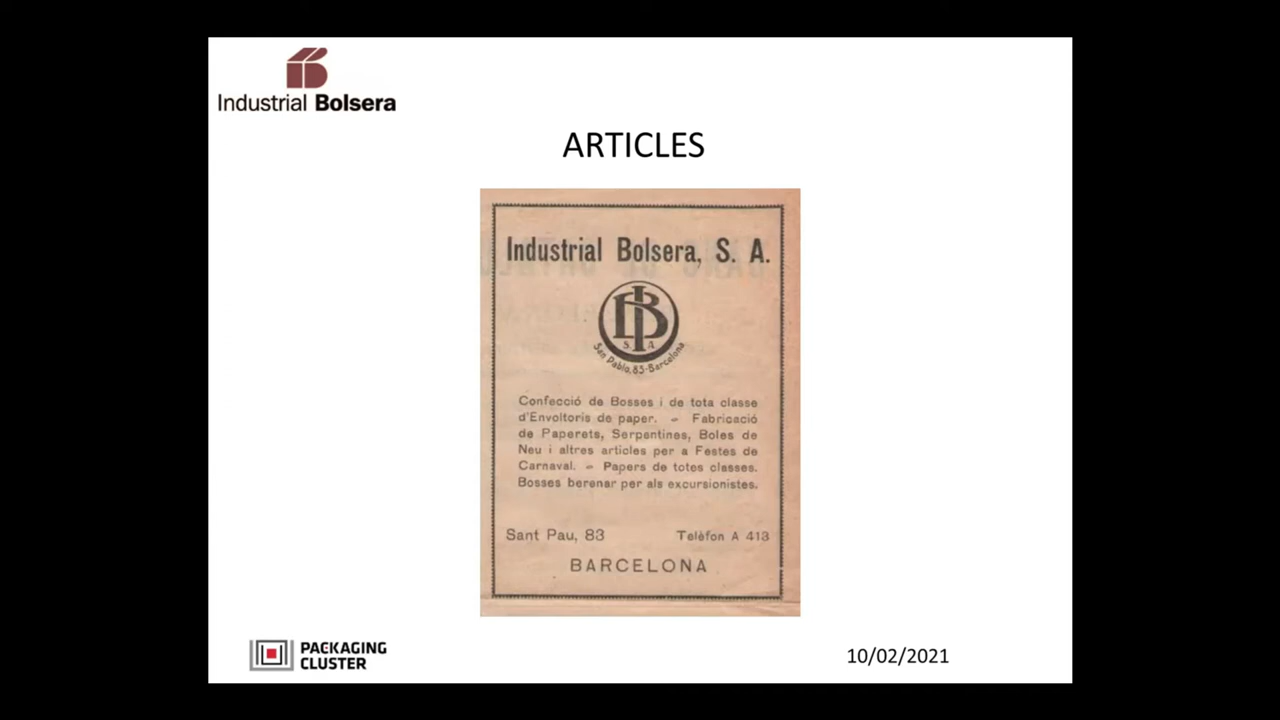 Industrial Bolsera
ARTICLES
Industrial Bolsera, S. A.
IB
S. A
San Pablo, 83-Barcelona
Confecció de Bosses i de tota classe
d'Envoltoris de paper. - Fabricació
de Paperets, Serpentines, Boles de
Neu i altres articles per a Festes de
Carnaval. - Papers de totes classes.
Bosses berenar per als excursionistes.
Sant Pau, 83 Telèfon A 413
BARCELONA
PACKAGING
CLUSTER
10/02/2021